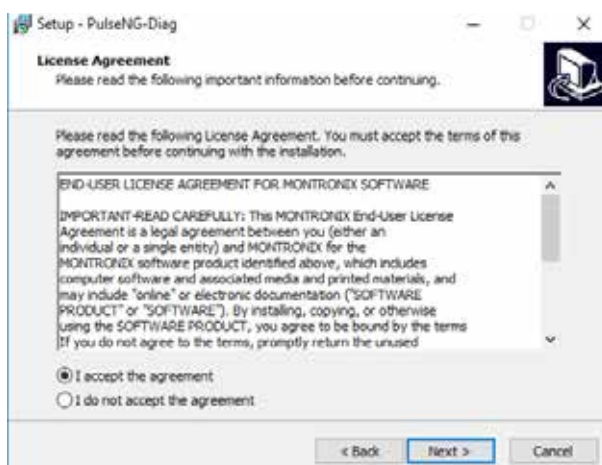 Setup - PulseNG-Diag
License Agreement
Please read the following important information before continuing.
Please read the following License Agreement. You must accept the terms of this
agreement before continuing with the installation.
END-USER LICENSE AGREEMENT FOR MONTRONIX SOFTWARE
IMPORTANT-READ CAREFULLY: This MONTRONIX End-User License
Agreement is a legal agreement between you (either an
individual or a single entity) and MONTRONIX for the
MONTRONIX software product identified above, which includes
computer software and associated media and printed materials, and
may include "online" or electronic documentation ("SOFTWARE
PRODUCT" or "SOFTWARE"). By installing, copying, or otherwise
using the SOFTWARE PRODUCT, you agree to be bound by the terms
If you do not agree to the terms, promptly return the unused
I accept the agreement
I do not accept the agreement
< Back
Next >
Cancel